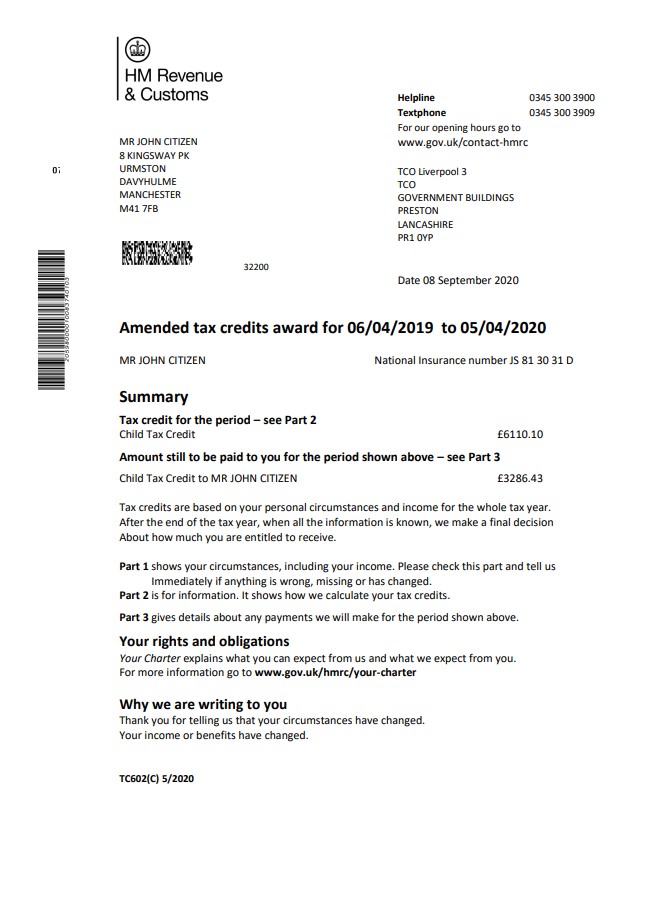 HM Revenue
& Customs
Helpline 0345 300 3900
Textphone 0345 300 3909
For our opening hours go to
www.gov.uk/contact-hmrc
MR JOHN CITIZEN
8 KINGSWAY PK
URMSTON
DAVYHULME
MANCHESTER
M41 7FB
07
TCO Liverpool 3
TCO
GOVERNMENT BUILDINGS
PRESTON
LANCASHIRE
PR1 0YP
32200
Date 08 September 2020
Amended tax credits award for 06/04/2019 to 05/04/2020
MR JOHN CITIZEN National Insurance number JS 81 30 31 D
Summary
Tax credit for the period – see Part 2
Child Tax Credit £6110.10
Amount still to be paid to you for the period shown above – see Part 3
Child Tax Credit to MR JOHN CITIZEN £3286.43
Tax credits are based on your personal circumstances and income for the whole tax year.
After the end of the tax year, when all the information is known, we make a final decision
About how much you are entitled to receive.
Part 1 shows your circumstances, including your income. Please check this part and tell us
Immediately if anything is wrong, missing or has changed.
Part 2 is for information. It shows how we calculate your tax credits.
Part 3 gives details about any payments we will make for the period shown above.
Your rights and obligations
Your Charter explains what you can expect from us and what we expect from you.
For more information go to www.gov.uk/hmrc/your-charter
Why we are writing to you
Thank you for telling us that your circumstances have changed.
Your income or benefits have changed.
TC602(C) 5/2020